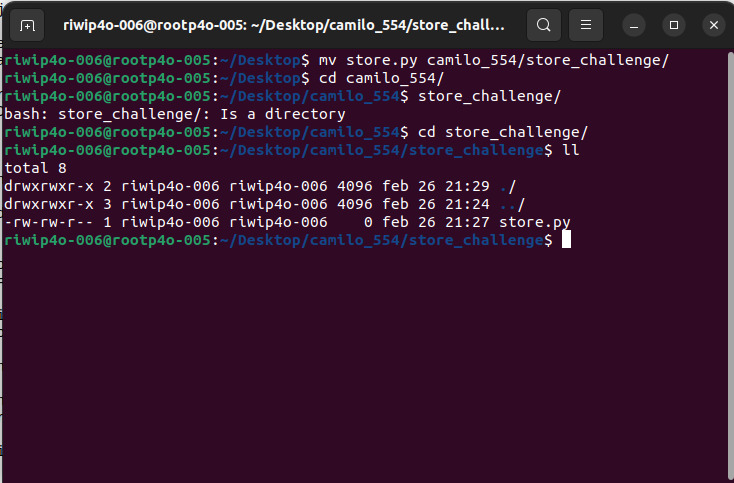 riwip4o-006@rootp4o-005: ~/Desktop/camilo_554/store_chall...
riwip4o-006@rootp4o-005:~/Desktop$ mv store.py camilo_554/store_challenge/
riwip4o-006@rootp4o-005:~/Desktop$ cd camilo_554/
riwip4o-006@rootp4o-005:~/Desktop/camilo_554$ store_challenge/
bash: store_challenge/: Is a directory
riwip4o-006@rootp4o-005:~/Desktop/camilo_554$ cd store_challenge/
riwip4o-006@rootp4o-005:~/Desktop/camilo_554/store_challenge$ ll
total 8
drwxrwxr-x 2 riwip4o-006 riwip4o-006 4096 feb 26 21:29 ./
drwxrwxr-x 3 riwip4o-006 riwip4o-006 4096 feb 26 21:24 ../
-rw-rw-r-- 1 riwip4o-006 riwip4o-006    0 feb 26 21:27 store.py
riwip4o-006@rootp4o-005:~/Desktop/camilo_554/store_challenge$